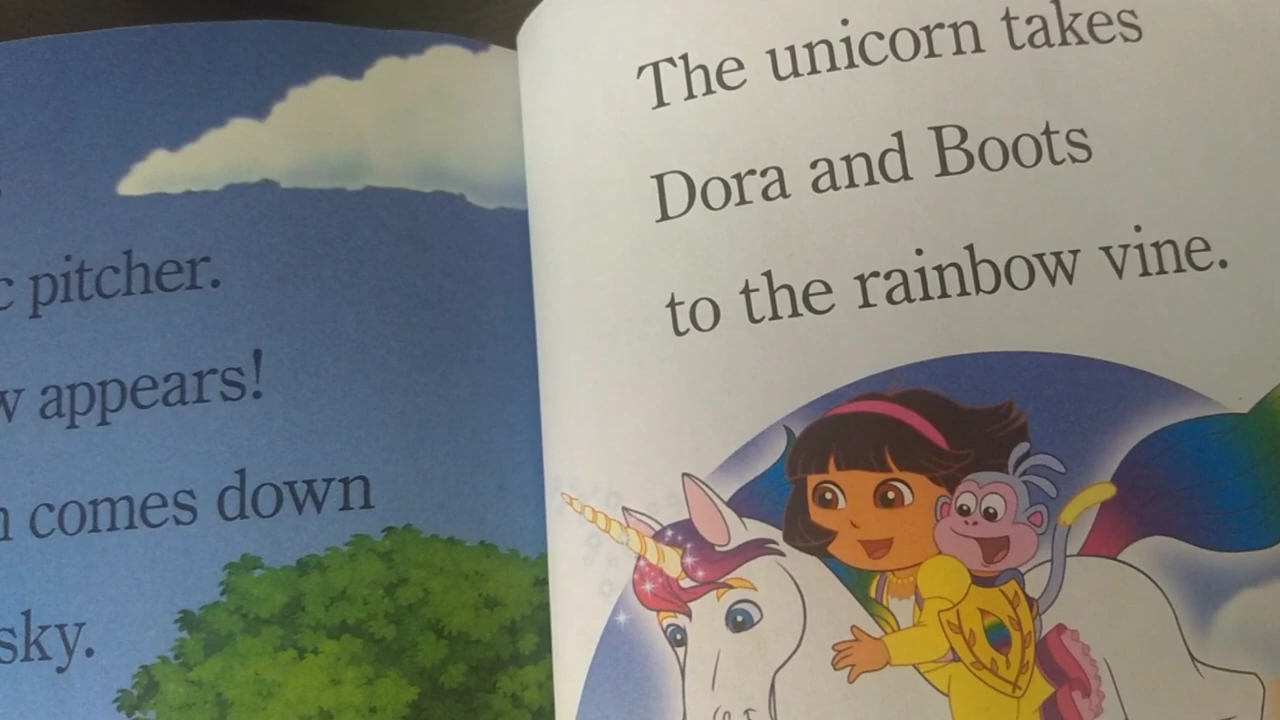 pitcher.
appears!
comes down
sky.
The unicorn takes
Dora and Boots
to the rainbow vine.